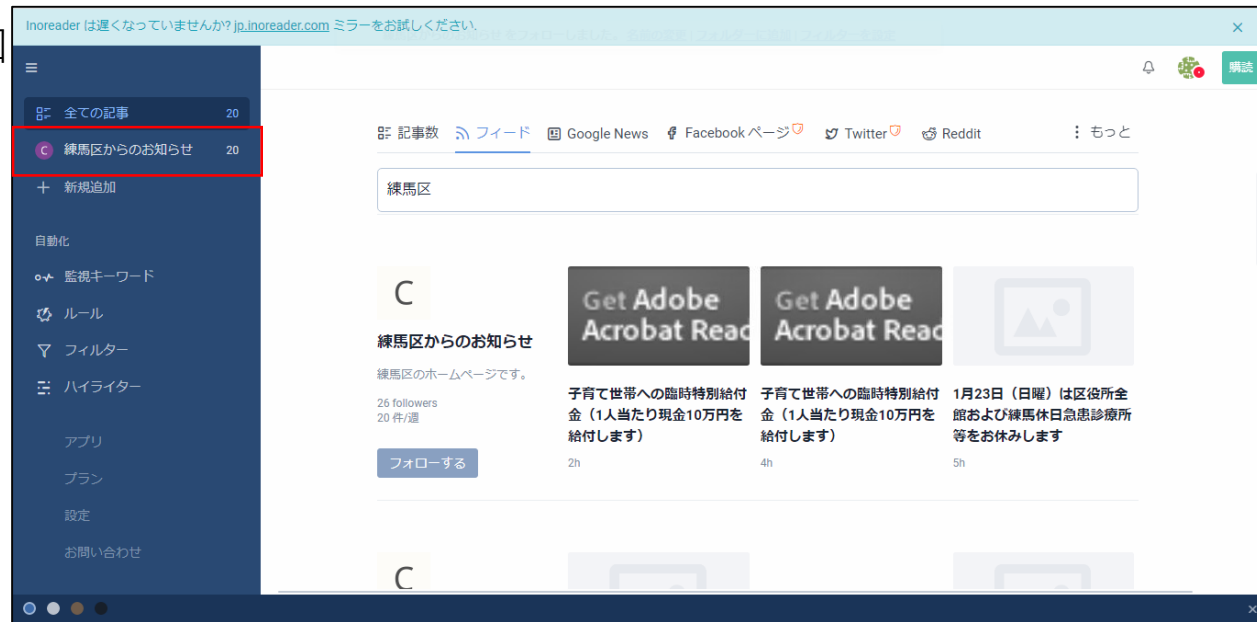 Inoreader は遅くなっていませんか? jp.inoreader.com ミラーをお試しください.
購読
全ての記事 20
C 練馬区からのお知らせ 20
新規追加
自動化
監視キーワード
ルール
フィルター
ハイライター
アプリ
プラン
設定
お問い合わせ
記事数 フィード Google News Facebook ページ Twitter Reddit もっと
練馬区
C
練馬区からのお知らせ
練馬区のホームページです。
26 followers
20 件/週
フォローする
Get Adobe
Acrobat Read
子育て世帯への臨時特別給付
金（1人当たり現金10万円を
給付します）
2h
Get Adobe
Acrobat Read
子育て世帯への臨時特別給付
金（1人当たり現金10万円を
給付します）
4h
1月23日（日曜）は区役所全
館および練馬休日急患診療所
等をお休みします
5h
C